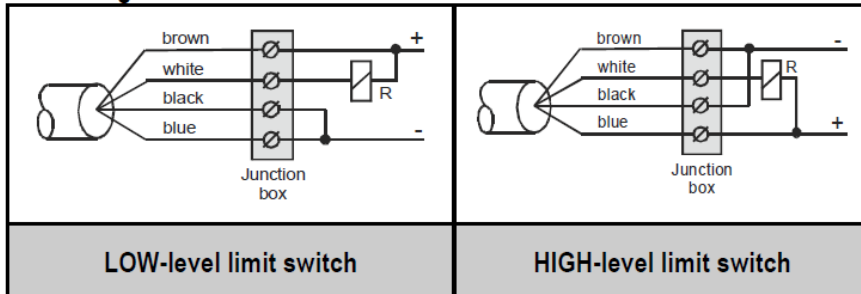 brown
+
white
R
black
blue
-
Junction
box
brown
-
white
R
black
blue
+
Junction
box
LOW-level limit switch
HIGH-level limit switch